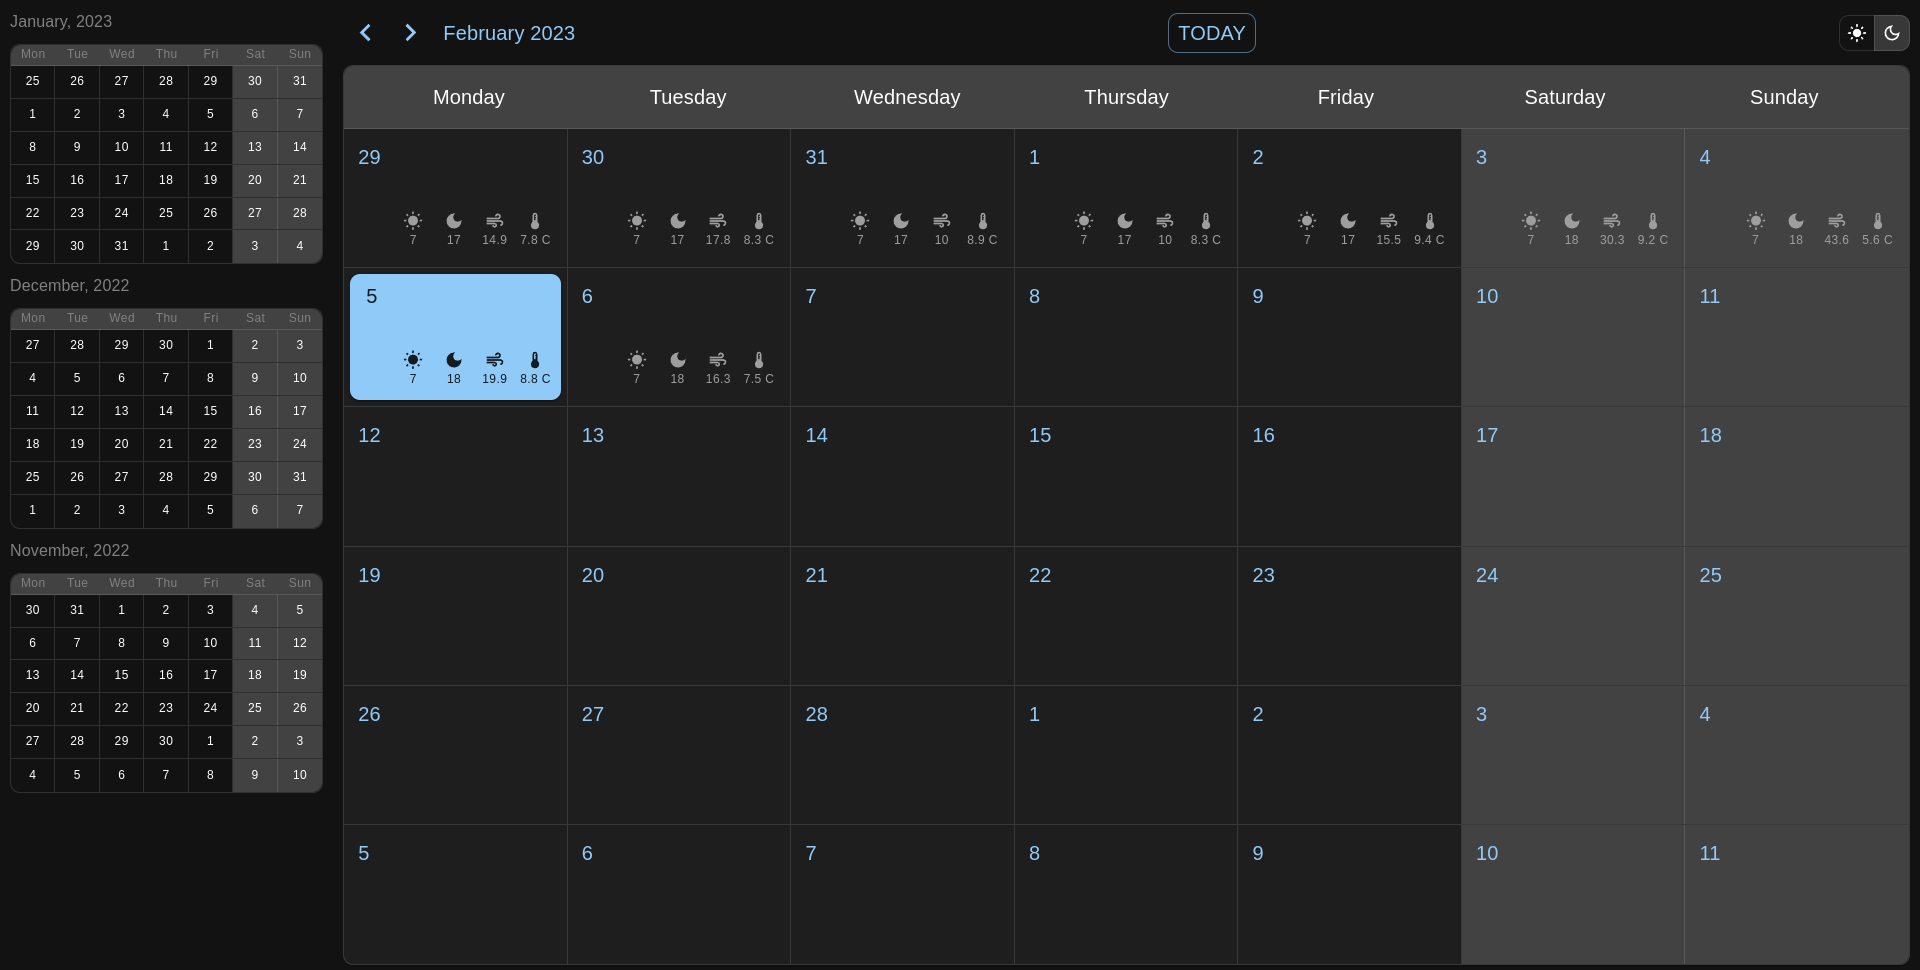 January, 2023
Mon Tue Wed Thu Fri Sat Sun
25 26 27 28 29 30 31
1 2 3 4 5 6 7
8 9 10 11 12 13 14
15 16 17 18 19 20 21
22 23 24 25 26 27 28
29 30 31 1 2 3 4
December, 2022
Mon Tue Wed Thu Fri Sat Sun
27 28 29 30 1 2 3
4 5 6 7 8 9 10
11 12 13 14 15 16 17
18 19 20 21 22 23 24
25 26 27 28 29 30 31
1 2 3 4 5 6 7
November, 2022
Mon Tue Wed Thu Fri Sat Sun
30 31 1 2 3 4 5
6 7 8 9 10 11 12
13 14 15 16 17 18 19
20 21 22 23 24 25 26
27 28 29 30 1 2 3
4 5 6 7 8 9 10
February 2023 TODAY
Monday Tuesday Wednesday Thursday Friday Saturday Sunday
29 30 31 1 2 3 4
7 17 14.9 7.8 C 7 17 17.8 8.3 C 7 17 10 8.9 C 7 17 10 8.3 C 7 17 15.5 9.4 C 7 18 30.3 9.2 C 7 18 43.6 5.6 C
5 6 7 8 9 10 11
7 18 19.9 8.8 C 7 18 16.3 7.5 C
12 13 14 15 16 17 18
19 20 21 22 23 24 25
26 27 28 1 2 3 4
5 6 7 8 9 10 11